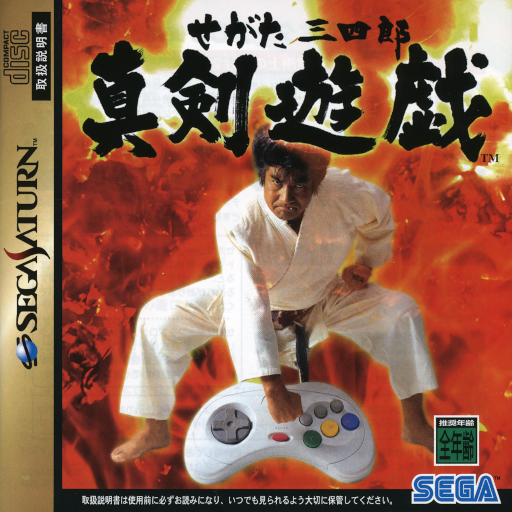 COMPACT
disc
取扱説明書
SEGA SATURN™
せがた三四郎
真剣遊戯
™
推奨年齢
全年齢
SEGA™
取扱説明書は使用前に必ずお読みになり、いつでも見られるよう大切に保管してください。